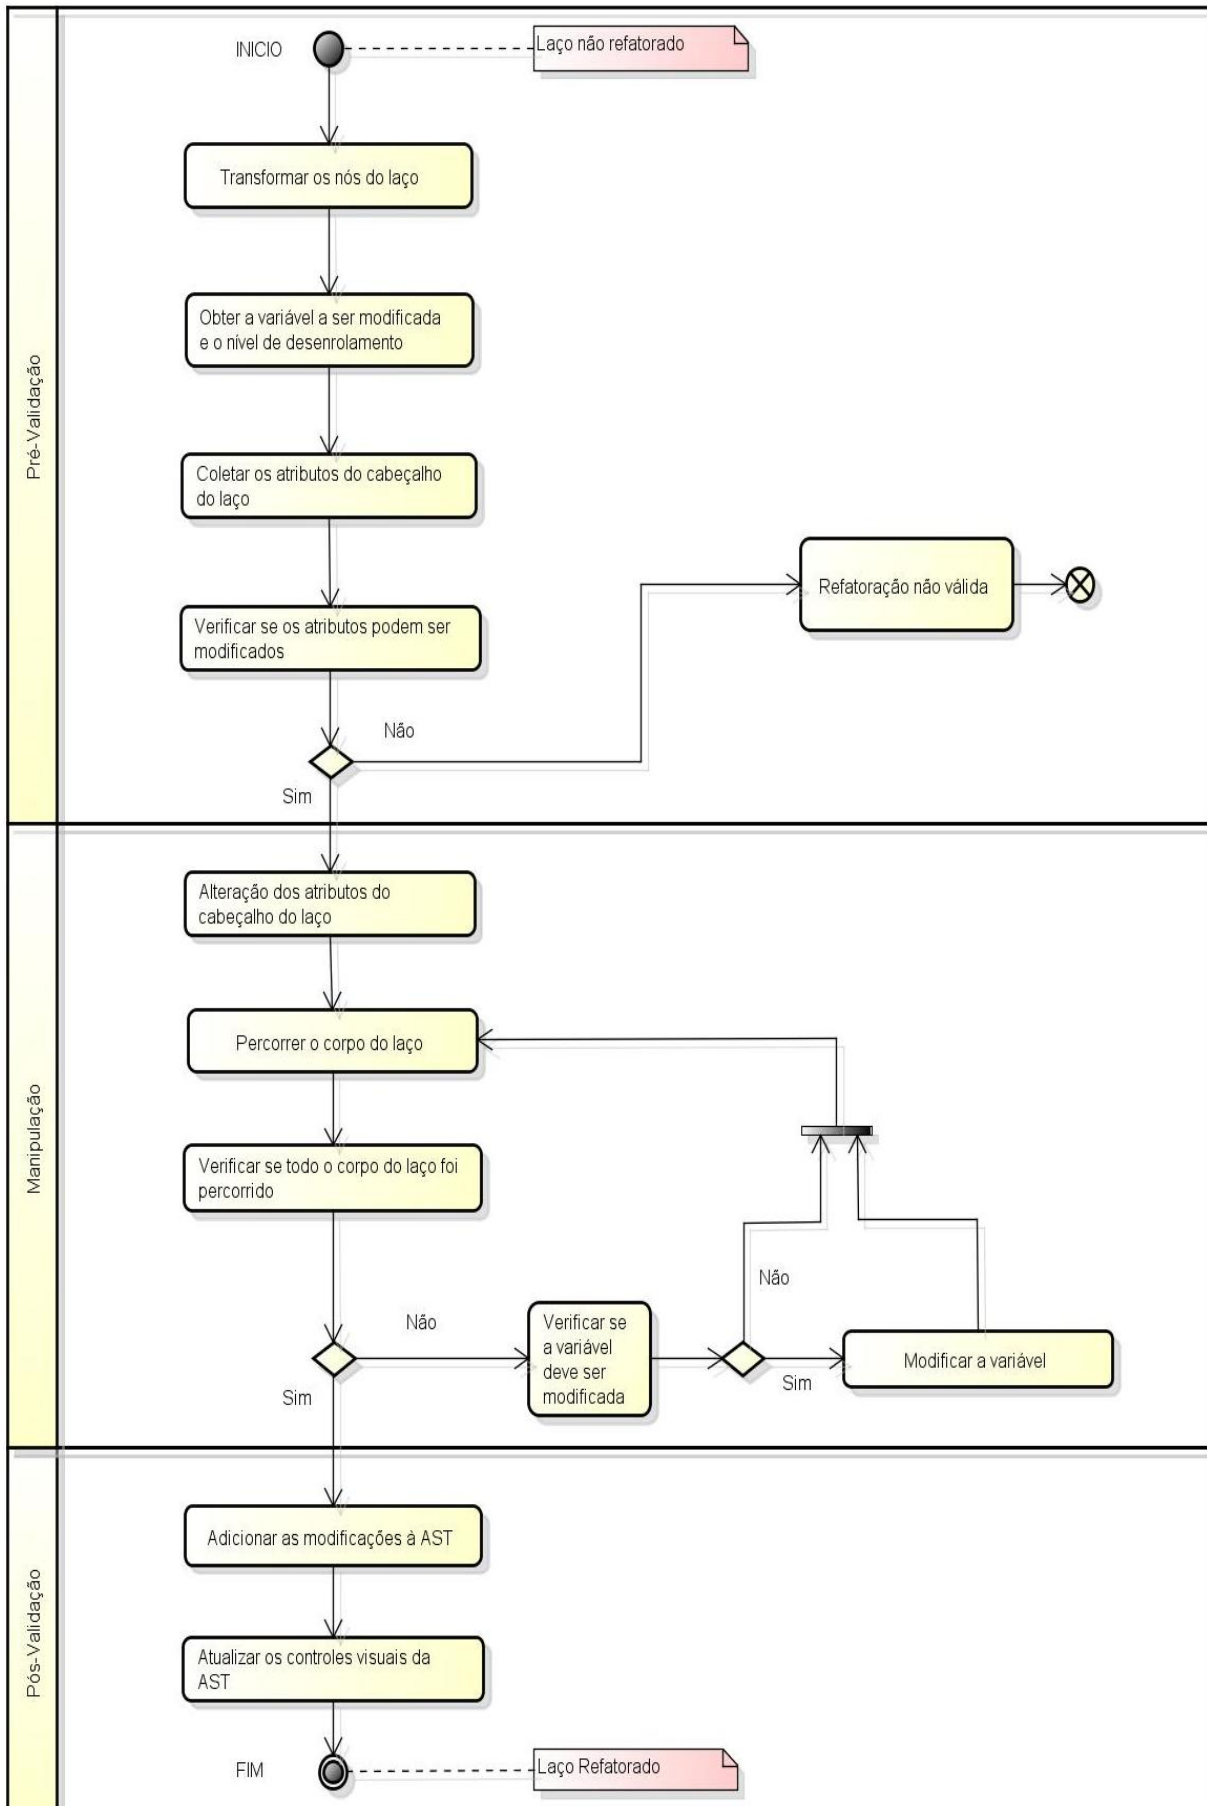 INICIO
Laço não refatorado
Transformar os nós do laço
Obter a variável a ser modificada
e o nível de desenrolamento
Pré-Validação
Coletar os atributos do cabeçalho
do laço
Refatoração não válida
Verificar se os atributos podem ser
modificados
Não
Sim
Alteração dos atributos do
cabeçalho do laço
Percorrer o corpo do laço
Manipulação
Verificar se todo o corpo do laço foi
percorrido
Não
Não
Verificar se
a variável
deve ser
modificada
Modificar a variável
Sim
Sim
Adicionar as modificações à AST
Pós-Validação
Atualizar os controles visuais da
AST
FIM
Laço Refatorado